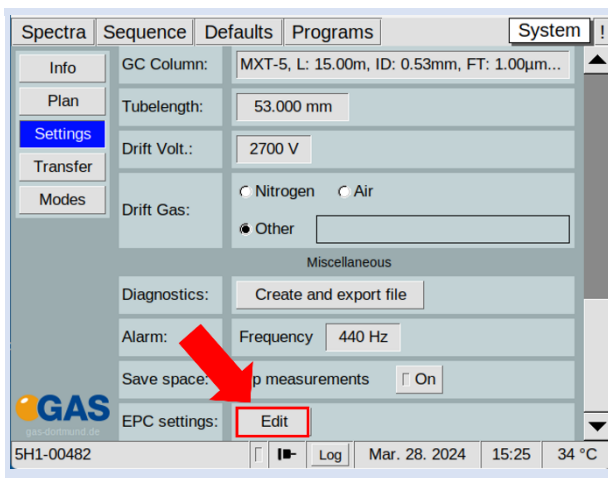 Spectra Sequence Defaults Programs System !
Info
Plan
Settings
Transfer
Modes
GC Column: MXT-5, L: 15.00m, ID: 0.53mm, FT: 1.00µm...
Tubelength: 53.000 mm
Drift Volt.: 2700 V
Drift Gas: Nitrogen Air
Other
Miscellaneous
Diagnostics: Create and export file
Alarm: Frequency 440 Hz
Save space: measurements On
EPC settings: Edit
GAS
gas-dortmund.de
5H1-00482 Log Mar. 28. 2024 15:25 34 °C